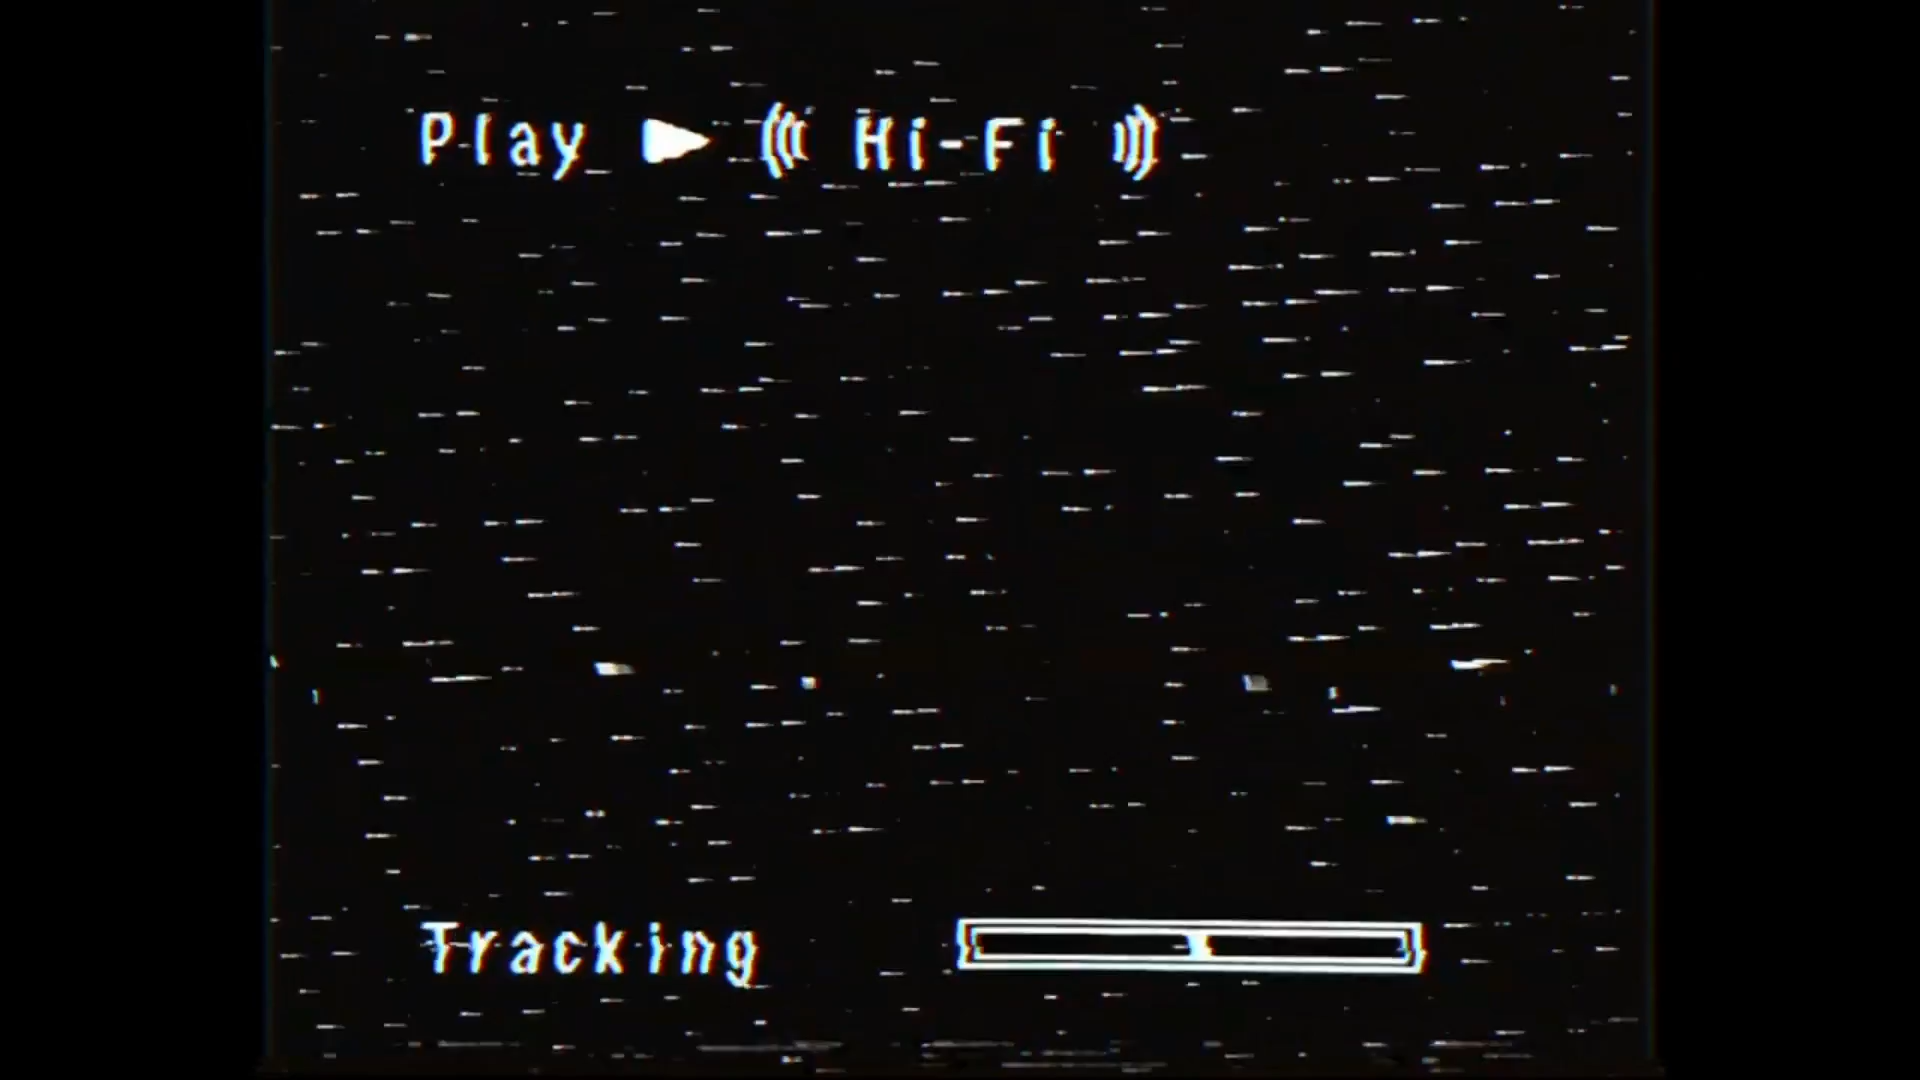 Play ► ((( Hi-Fi )))
Tracking